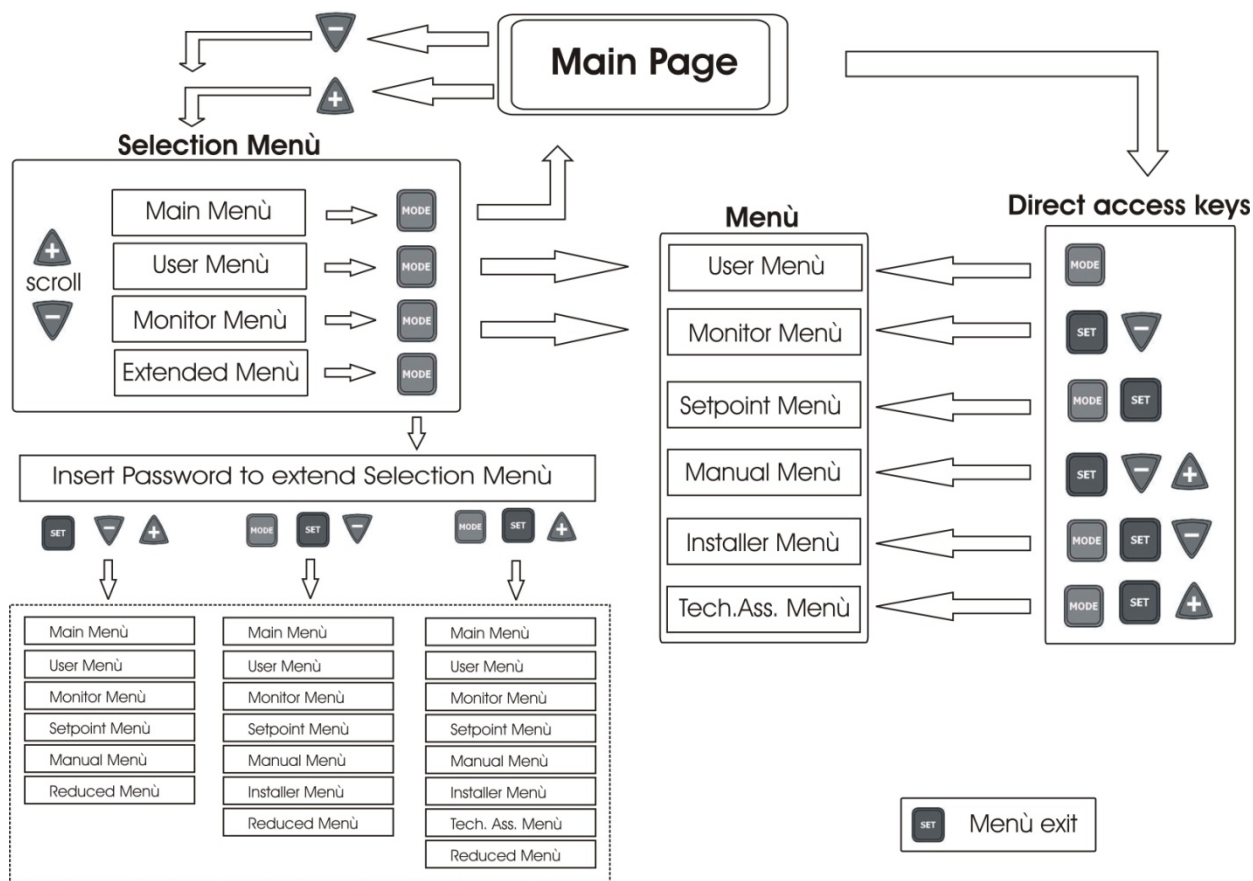 −
Main Page
+
Selection Menù
Main Menù
MODE
User Menù
MODE
+
scroll
−
Monitor Menù
MODE
Extended Menù
MODE
Insert Password to extend Selection Menù
SET − +
MODE SET −
MODE SET +
Main Menù
User Menù
Monitor Menù
Setpoint Menù
Manual Menù
Reduced Menù
Main Menù
User Menù
Monitor Menù
Setpoint Menù
Manual Menù
Installer Menù
Reduced Menù
Main Menù
User Menù
Monitor Menù
Setpoint Menù
Manual Menù
Installer Menù
Tech. Ass. Menù
Reduced Menù
Menù
User Menù
Monitor Menù
Setpoint Menù
Manual Menù
Installer Menù
Tech.Ass. Menù
Direct access keys
MODE
SET −
MODE SET
SET − +
MODE SET −
MODE SET +
SET Menù exit